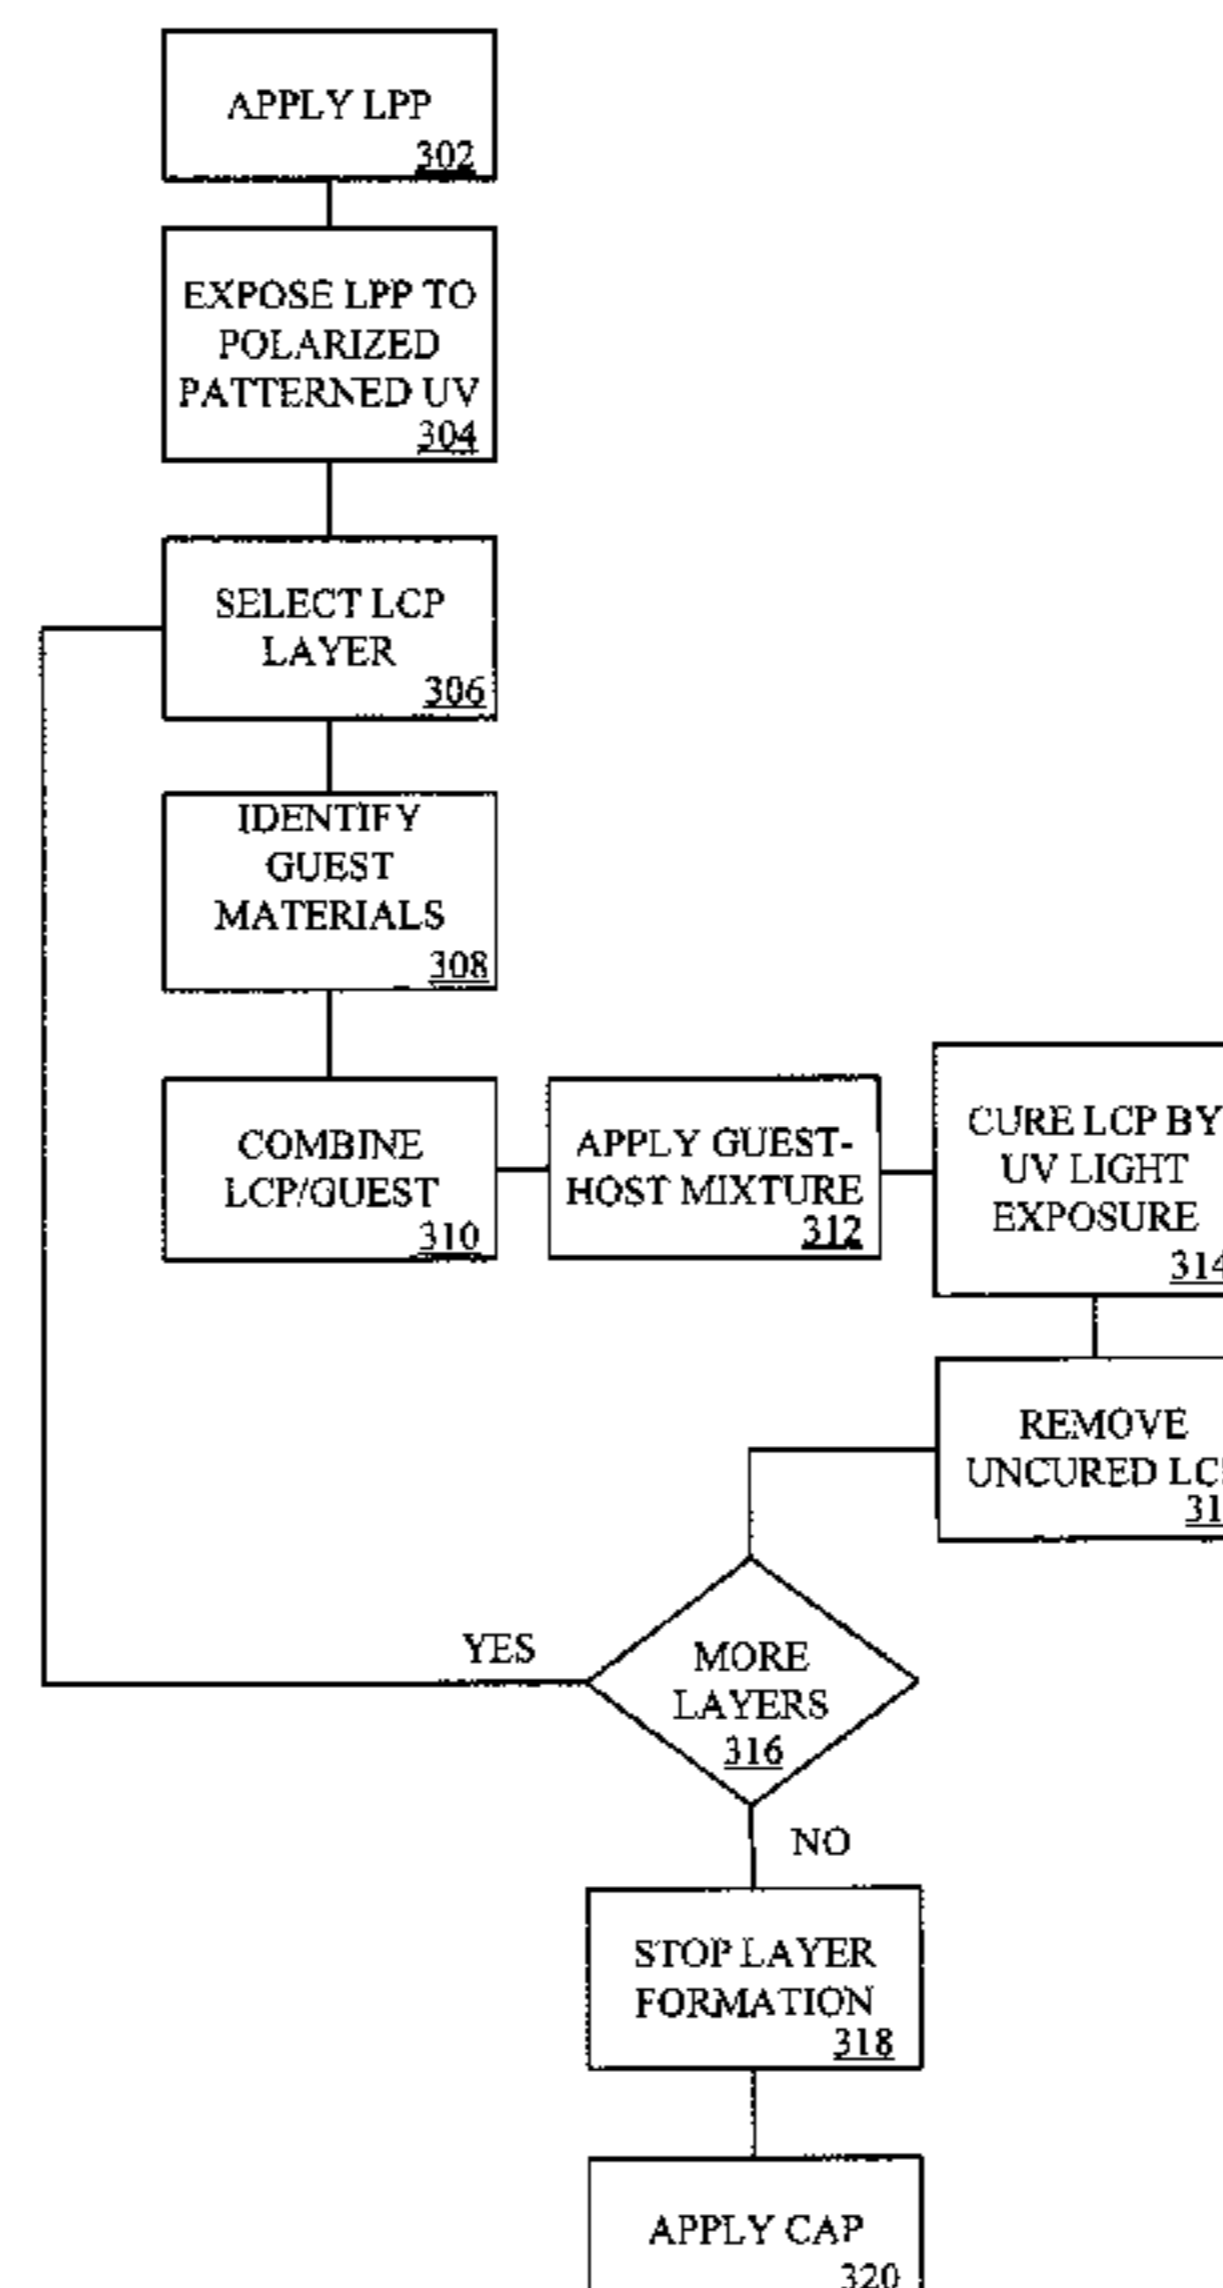 APPLY LPP
302
EXPOSE LPP TO
POLARIZED
PATTERNED UV
304
SELECT LCP
LAYER
306
IDENTIFY
GUEST
MATERIALS
308
COMBINE
LCP/GUEST
310
APPLY GUEST-
HOST MIXTURE
312
CURE LCP BY
UV LIGHT
EXPOSURE
314
REMOVE
UNCURED
YES
MORE
LAYERS
316
NO
STOP LAYER
FORMATION
318
APPLY CAP
320